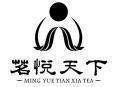 茗悦天下
MING YUE TIAN XIA TEA